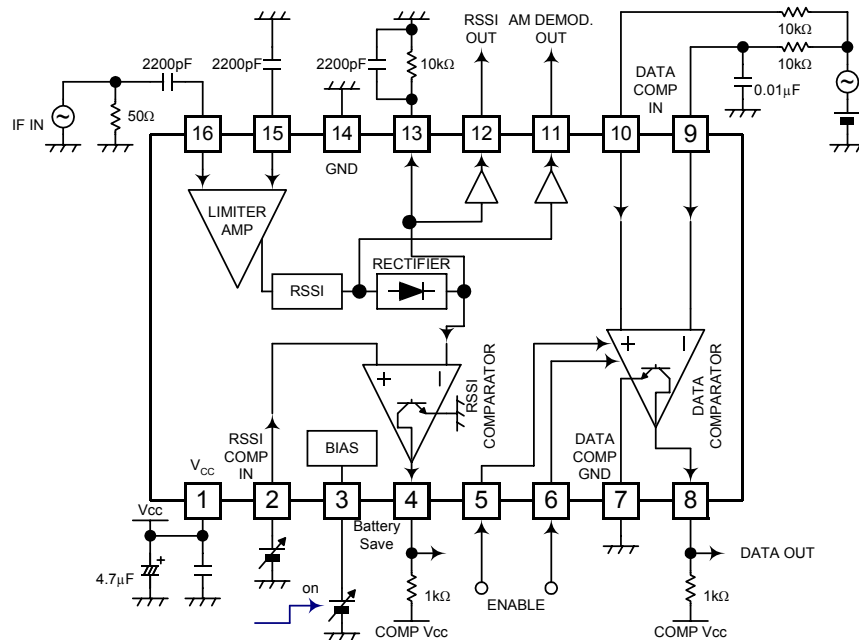 RSSI
OUT
AM DEMOD.
OUT
10kΩ
2200pF
2200pF
2200pF
10kΩ
10kΩ
DATA
COMP
IN
0.01μF
IF IN
50Ω
16
15
14
13
12
11
10
9
GND
LIMITER
AMP
RECTIFIER
RSSI
+
−
+
−
RSSI
COMPARATOR
DATA
COMPARATOR
RSSI
COMP
IN
BIAS
DATA
COMP
GND
VCC
1
2
3
4
5
6
7
8
Vcc
Battery
Save
+
4.7μF
on
DATA OUT
1kΩ
ENABLE
1kΩ
COMP Vcc
COMP Vcc